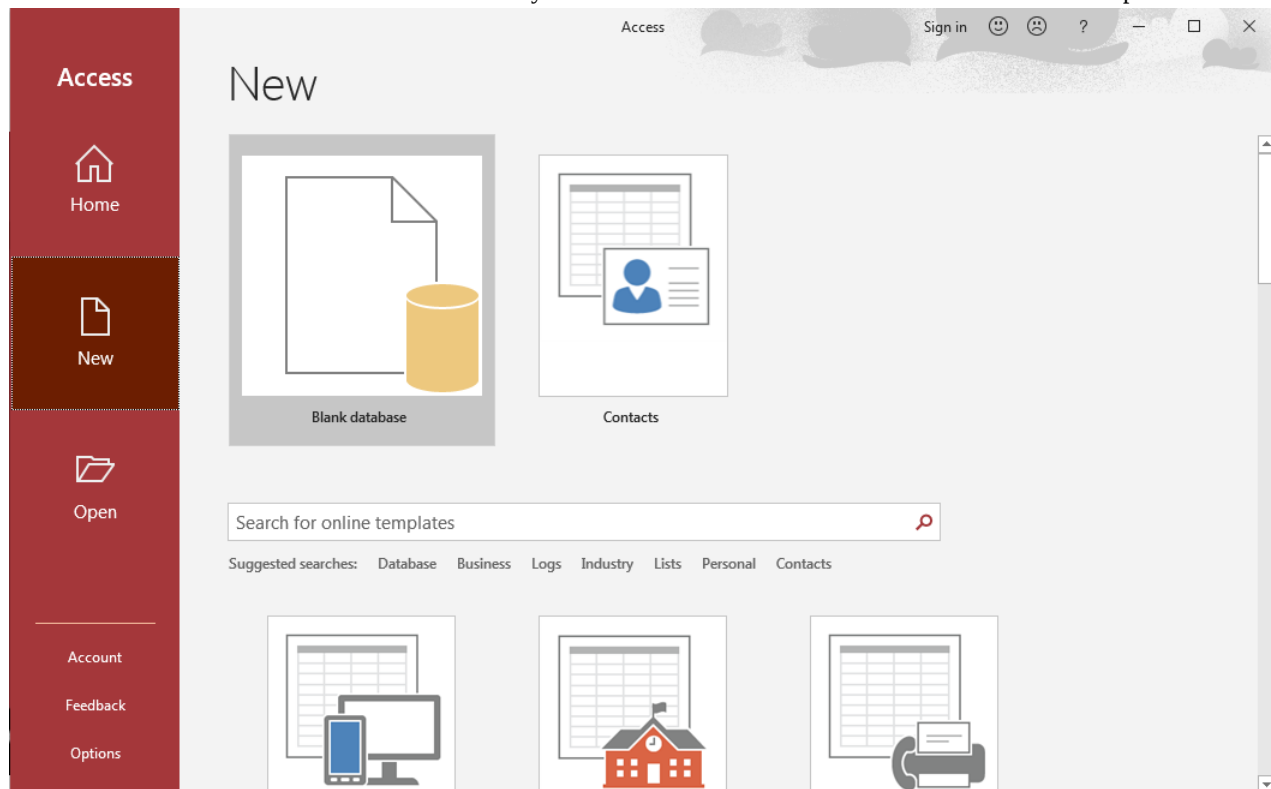 Access
Sign in
?
Access
New
Home
New
Open
Account
Feedback
Options
Blank database
Contacts
Search for online templates
Suggested searches: Database Business Logs Industry Lists Personal Contacts